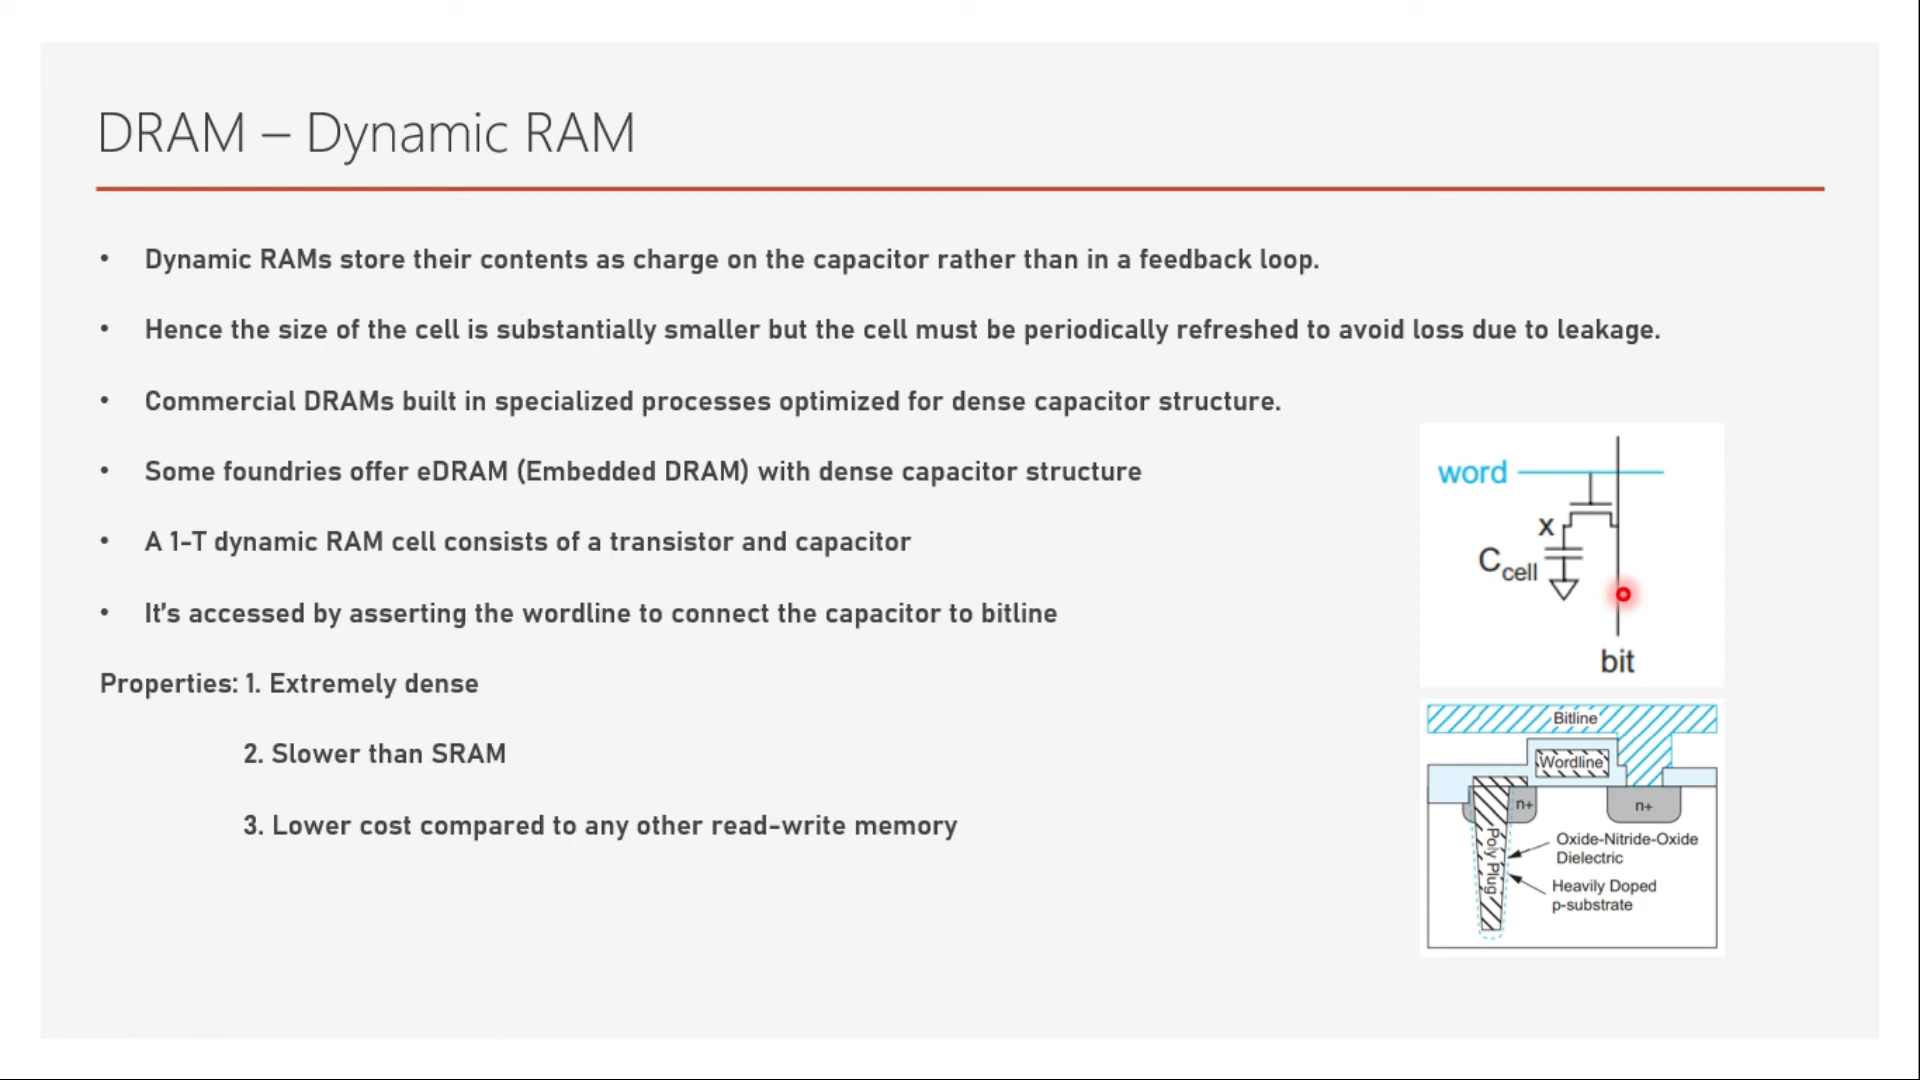 DRAM – Dynamic RAM
• Dynamic RAMs store their contents as charge on the capacitor rather than in a feedback loop.
• Hence the size of the cell is substantially smaller but the cell must be periodically refreshed to avoid loss due to leakage.
• Commercial DRAMs built in specialized processes optimized for dense capacitor structure.
• Some foundries offer eDRAM (Embedded DRAM) with dense capacitor structure
• A 1-T dynamic RAM cell consists of a transistor and capacitor
• It's accessed by asserting the wordline to connect the capacitor to bitline
Properties: 1. Extremely dense
2. Slower than SRAM
3. Lower cost compared to any other read-write memory
word
x
Ccell
bit
Bitline
Wordline
n+
n+
Poly Plug
Oxide-Nitride-Oxide
Dielectric
Heavily Doped
p-substrate